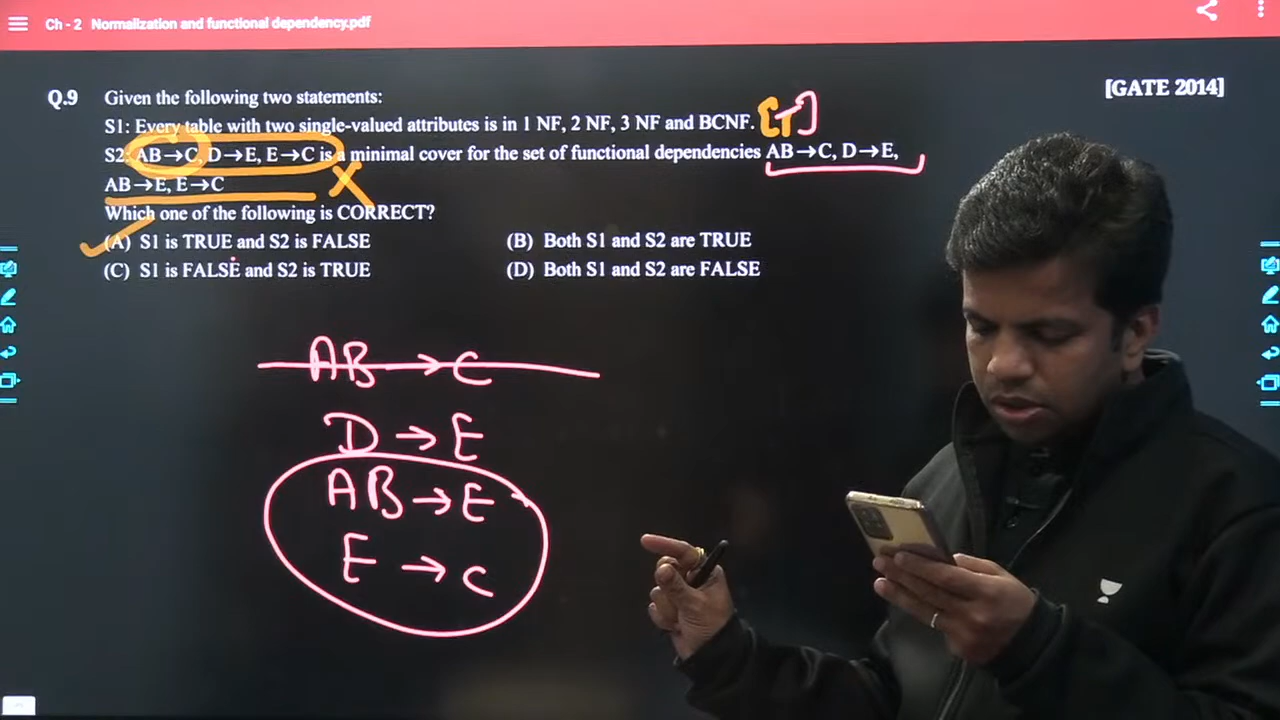 Ch - 2 Normalization and functional dependency.pdf
Q.9 Given the following two statements: [GATE 2014]
S1: Every table with two single-valued attributes is in 1 NF, 2 NF, 3 NF and BCNF. [T]
S2: AB→C, D→E, E→C is a minimal cover for the set of functional dependencies AB→C, D→E,
AB→E, E→C
Which one of the following is CORRECT?
(A) S1 is TRUE and S2 is FALSE (B) Both S1 and S2 are TRUE
(C) S1 is FALSE and S2 is TRUE (D) Both S1 and S2 are FALSE
AB → C
D → E
AB → E
E → C